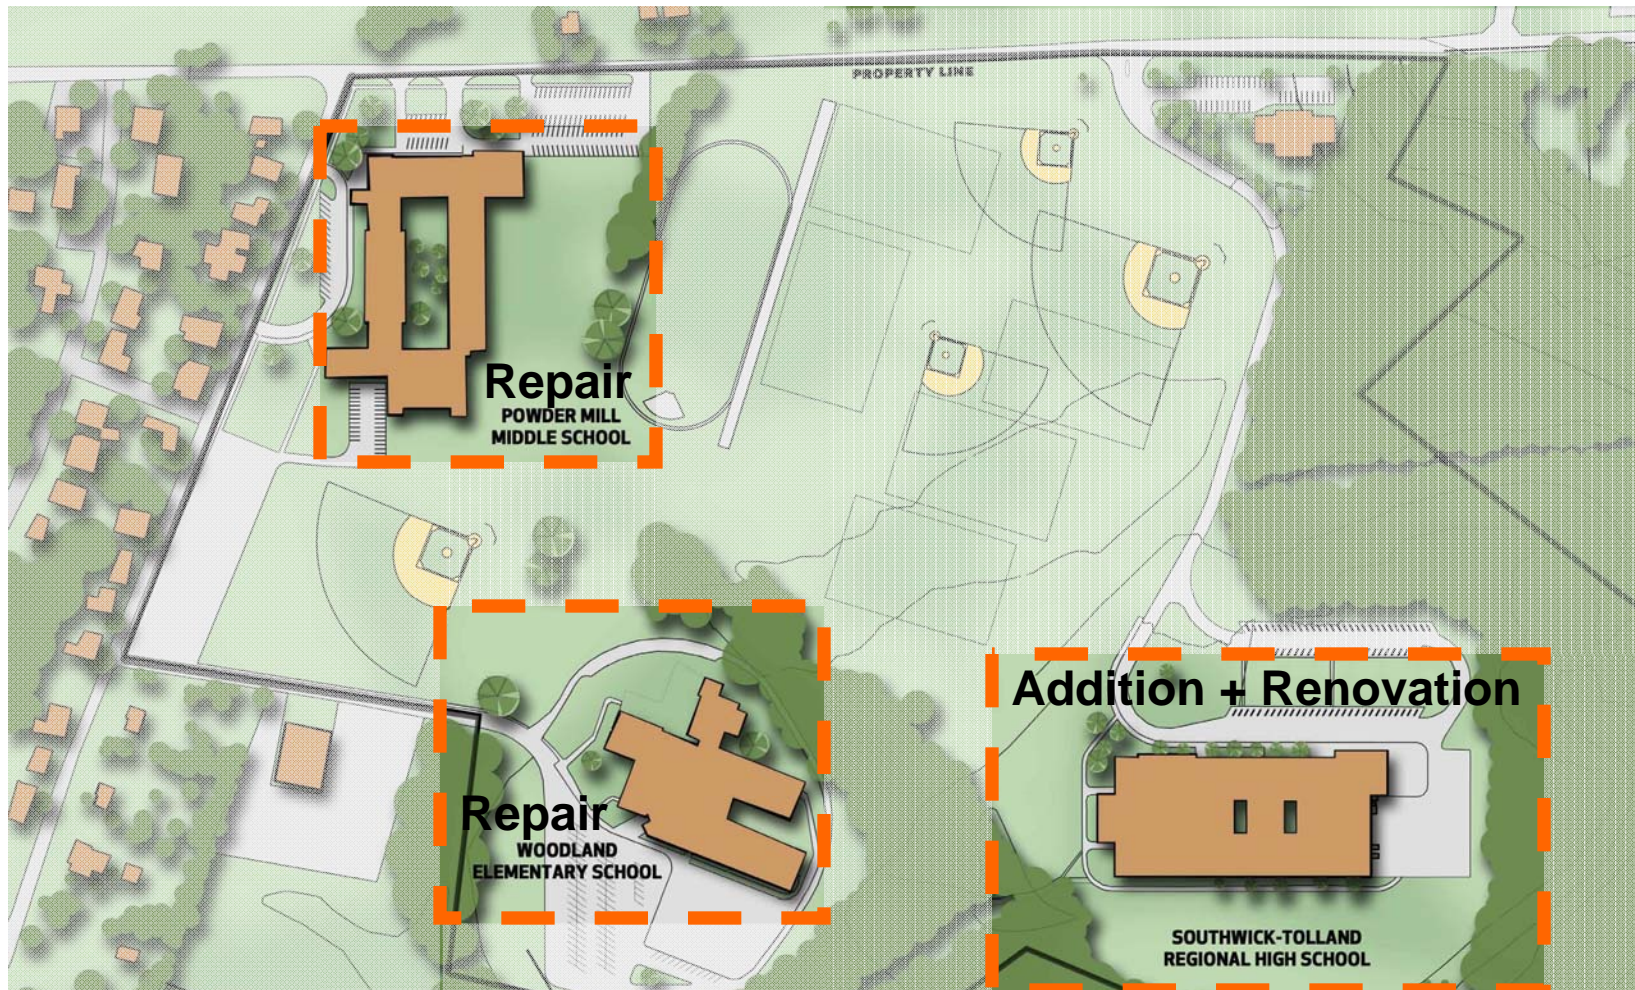 PROPERTY LINE
Repair
POWDER MILL
MIDDLE SCHOOL
Addition + Renovation
Repair
WOODLAND
ELEMENTARY SCHOOL
SOUTHWICK-TOLLAND
REGIONAL HIGH SCHOOL